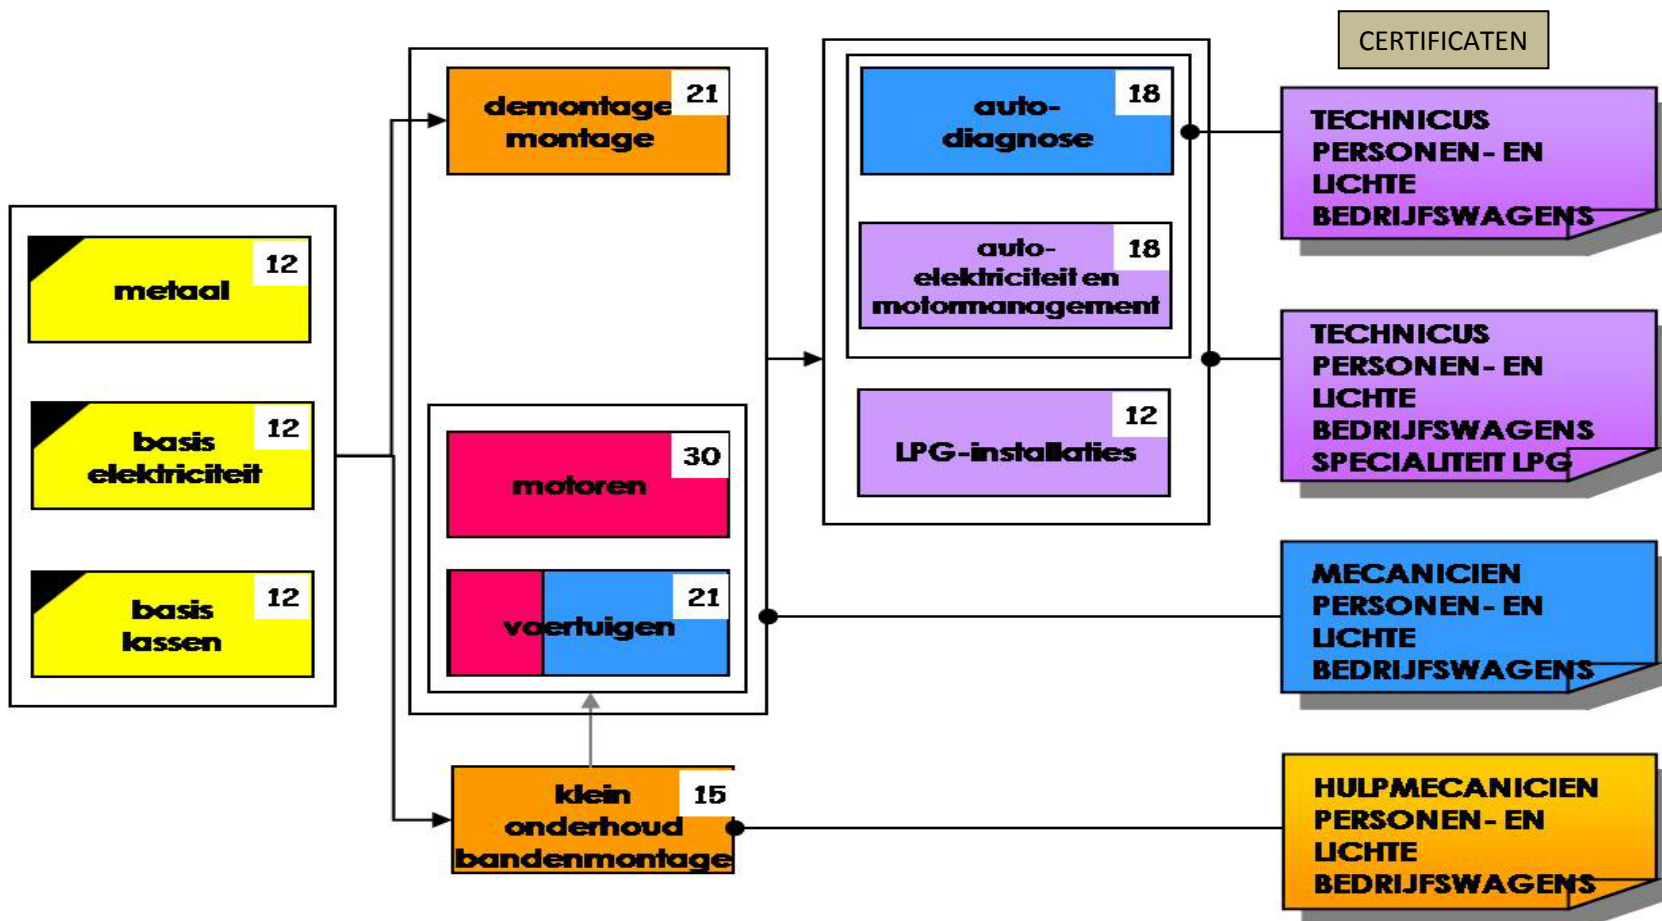 CERTIFICATEN
metaal
12
basis
elektriciteit
12
basis
lassen
12
demontage
montage
21
motoren
30
voertuigen
21
klein
onderhoud
bandenmontage
15
auto-
diagnose
18
auto-
elektriciteit en
motormanagement
18
LPG-installaties
12
TECHNICUS
PERSONEN- EN
LICHTE
BEDRIJFSWAGENS
TECHNICUS
PERSONEN- EN
LICHTE
BEDRIJFSWAGENS
SPECIALITEIT LPG
MECANICIEN
PERSONEN- EN
LICHTE
BEDRIJFSWAGENS
HULPMECANICIEN
PERSONEN- EN
LICHTE
BEDRIJFSWAGENS